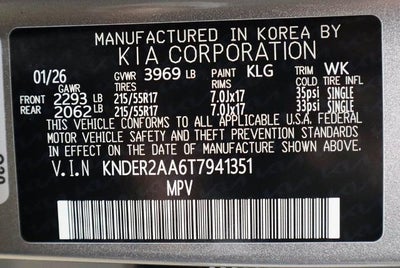 MANUFACTURED IN KOREA BY
KIA CORPORATION
01/26 GVWR 3969 LB PAINT KLG TRIM WK
GAWR TIRES RIMS
FRONT 2293 LB 215/55R17 7.0Jx17 35psi SINGLE
REAR 2062 LB 215/55R17 7.0Jx17 33psi SINGLE
THIS VEHICLE CONFORMS TO ALL APPLICABLE U.S.A. FEDERAL
MOTOR VEHICLE SAFETY, BUMPER, AND THEFT PREVENTION STANDARDS
IN EFFECT ON THE DATE OF MANUFACTURE SHOWN ABOVE.
V.I.N KNDER2AA6T7941351
MPV